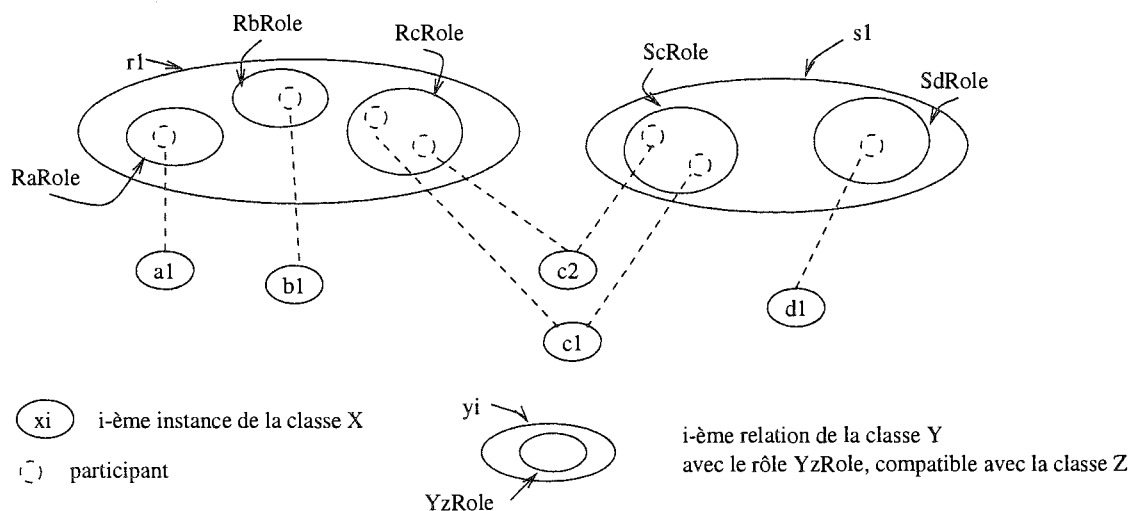 RbRole
RcRole
r1
RaRole
ScRole
s1
SdRole
a1
b1
c2
c1
d1
xi i-ème instance de la classe X
participant
yi
YzRole
i-ème relation de la classe Y
avec le rôle YzRole, compatible avec la classe Z